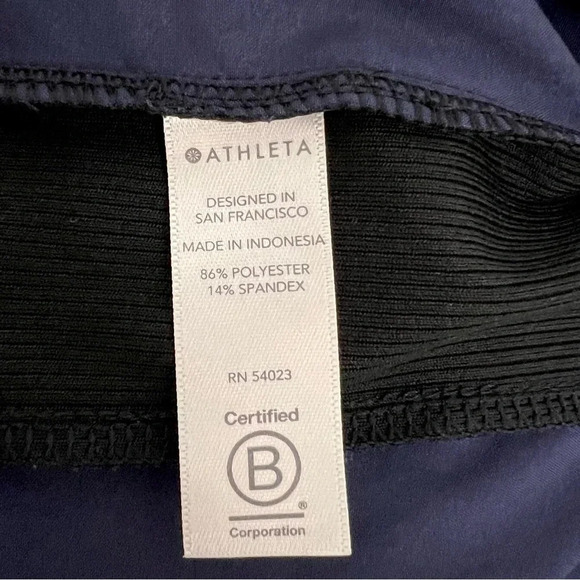 ATHLETA
DESIGNED IN
SAN FRANCISCO
MADE IN INDONESIA
86% POLYESTER
14% SPANDEX
RN 54023
Certified
B
®
Corporation